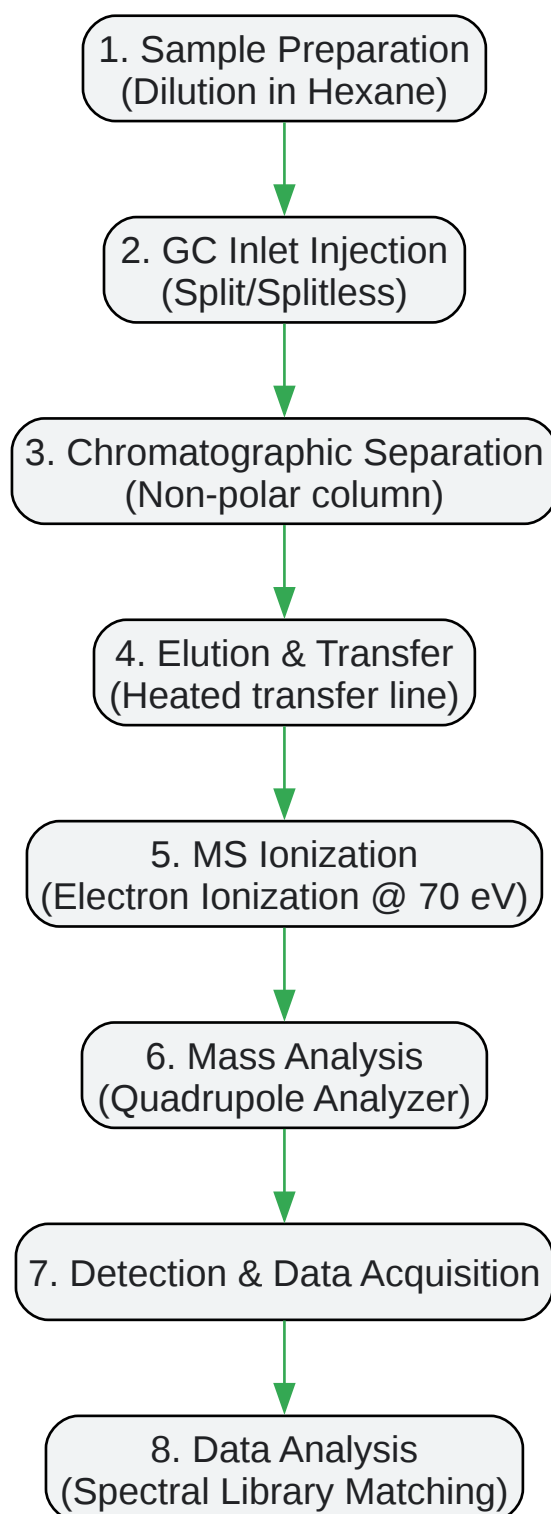 1. Sample Preparation
(Dilution in Hexane)
2. GC Inlet Injection
(Split/Splitless)
3. Chromatographic Separation
(Non-polar column)
4. Elution & Transfer
(Heated transfer line)
5. MS Ionization
(Electron Ionization @ 70 eV)
6. Mass Analysis
(Quadrupole Analyzer)
7. Detection & Data Acquisition
8. Data Analysis
(Spectral Library Matching)